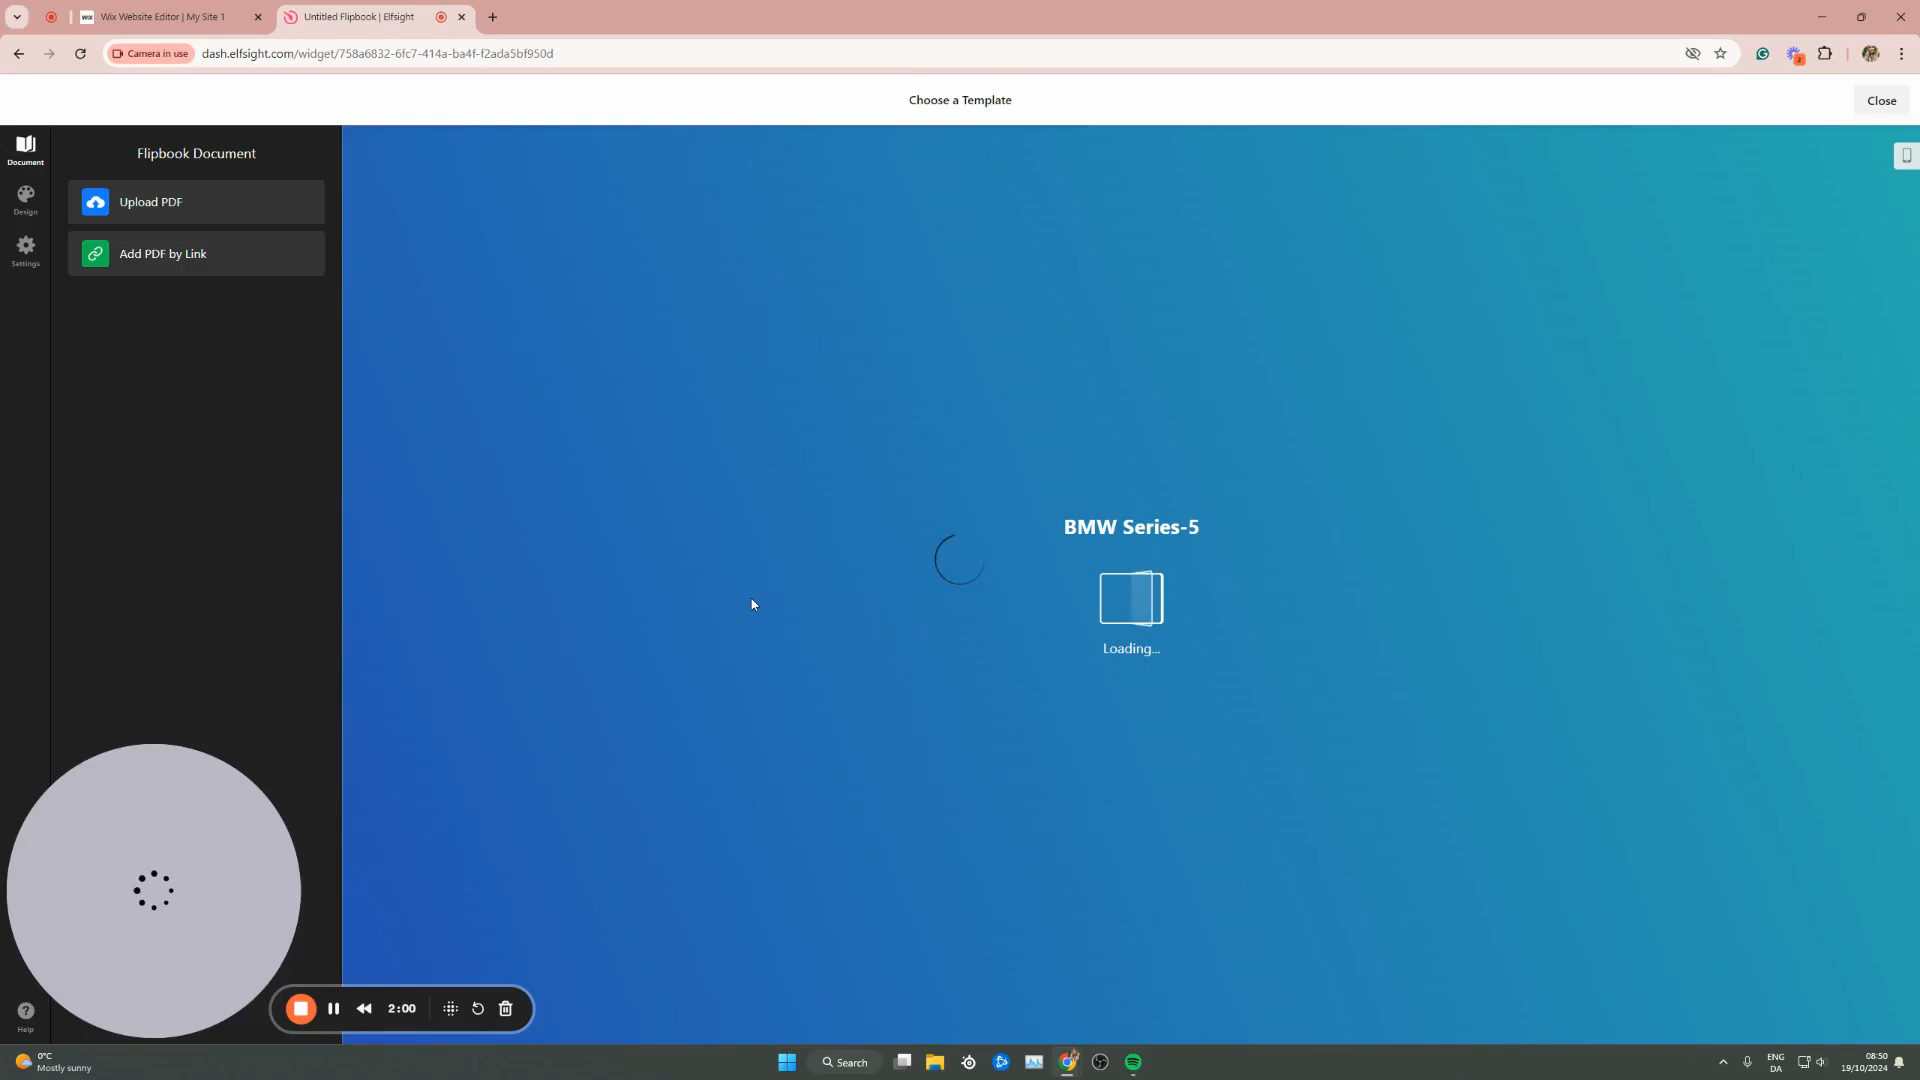 WIX Wix Website Editor | My Site 1
Untitled Flipbook | Elfsight
Camera in use
dash.elfsight.com/widget/758a6832-6fc7-414a-ba4f-f2ada5bf950d
2
Choose a Template
Close
Document
Flipbook Document
Upload PDF
Design
Add PDF by Link
Settings
BMW Series-5
Loading...
2:00
Help
0°C
Mostly sunny
Search
ENG
DA
08:50
19/10/2024